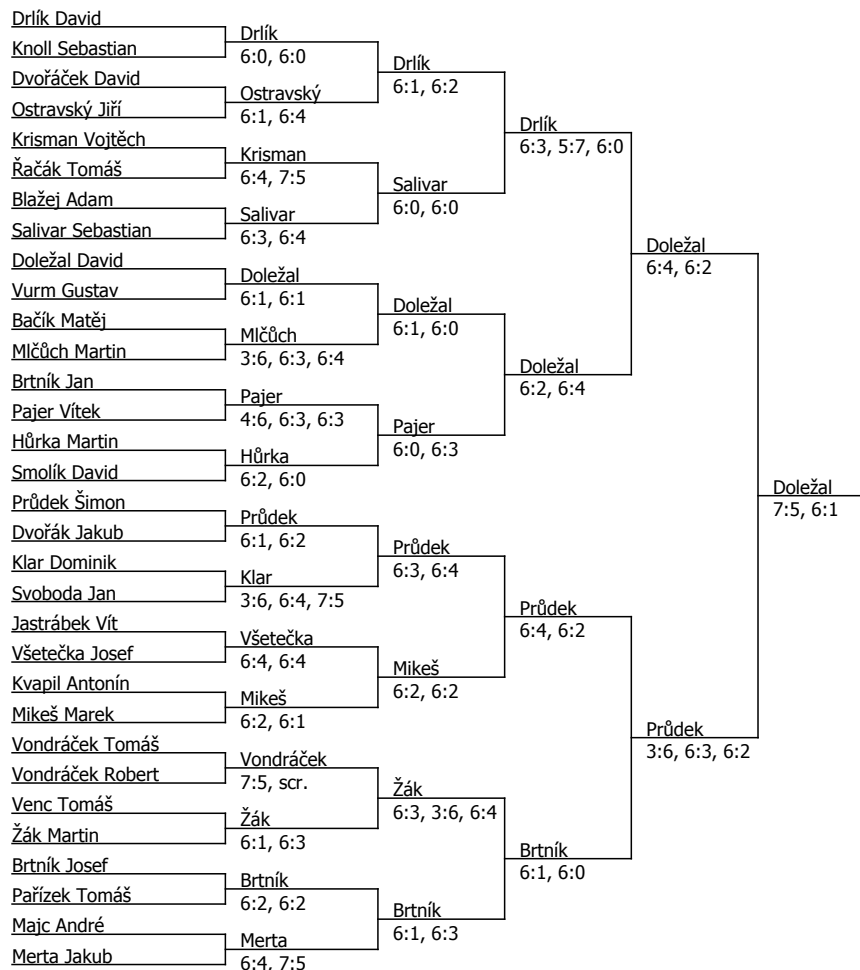 Drlík David
Knoll Sebastian
Dvořáček David
Ostravský Jiří
Krisman Vojtěch
Řačák Tomáš
Blažej Adam
Salivar Sebastian
Doležal David
Vurm Gustav
Bačík Matěj
Mlčůch Martin
Brtník Jan
Pajer Vítek
Hůrka Martin
Smolík David
Průdek Šimon
Dvořák Jakub
Klar Dominik
Svoboda Jan
Jastrábek Vít
Všetečka Josef
Kvapil Antonín
Mikeš Marek
Vondráček Tomáš
Vondráček Robert
Venc Tomáš
Žák Martin
Brtník Josef
Pařízek Tomáš
Majc André
Merta Jakub
Drlík
6:0, 6:0
Ostravský
6:1, 6:4
Krisman
6:4, 7:5
Salivar
6:3, 6:4
Doležal
6:1, 6:1
Mlčůch
3:6, 6:3, 6:4
Pajer
4:6, 6:3, 6:3
Hůrka
6:2, 6:0
Průdek
6:1, 6:2
Klar
3:6, 6:4, 7:5
Všetečka
6:4, 6:4
Mikeš
6:2, 6:1
Vondráček
7:5, scr.
Žák
6:1, 6:3
Brtník
6:2, 6:2
Merta
6:4, 7:5
Drlík
6:1, 6:2
Salivar
6:0, 6:0
Doležal
6:1, 6:0
Pajer
6:0, 6:3
Průdek
6:3, 6:4
Mikeš
6:2, 6:2
Žák
6:3, 3:6, 6:4
Brtník
6:1, 6:3
Drlík
6:3, 5:7, 6:0
Doležal
6:2, 6:4
Průdek
6:4, 6:2
Brtník
6:1, 6:0
Doležal
6:4, 6:2
Průdek
3:6, 6:3, 6:2
Doležal
7:5, 6:1